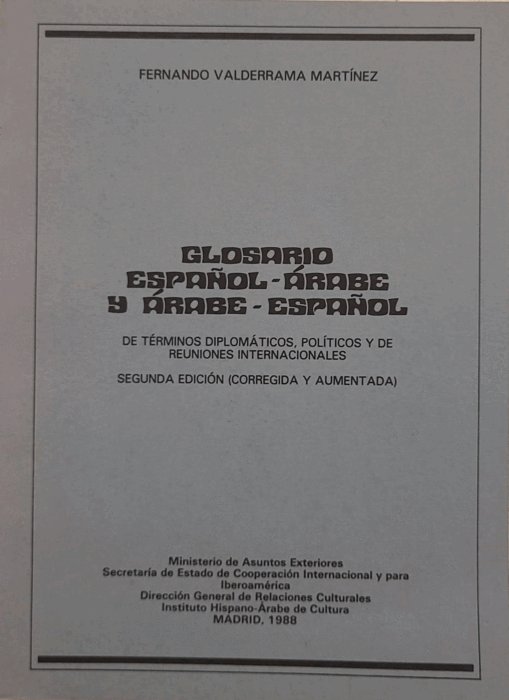 FERNANDO VALDERRAMA MARTÍNEZ
GLOSARIO
ESPAÑOL-ÁRABE
Y ÁRABE-ESPAÑOL
DE TÉRMINOS DIPLOMÁTICOS, POLÍTICOS Y DE
REUNIONES INTERNACIONALES
SEGUNDA EDICIÓN (CORREGIDA Y AUMENTADA)
Ministerio de Asuntos Exteriores
Secretaría de Estado de Cooperación Internacional y para
Iberoamérica
Dirección General de Relaciones Culturales
Instituto Hispano-Árabe de Cultura
MADRID, 1988